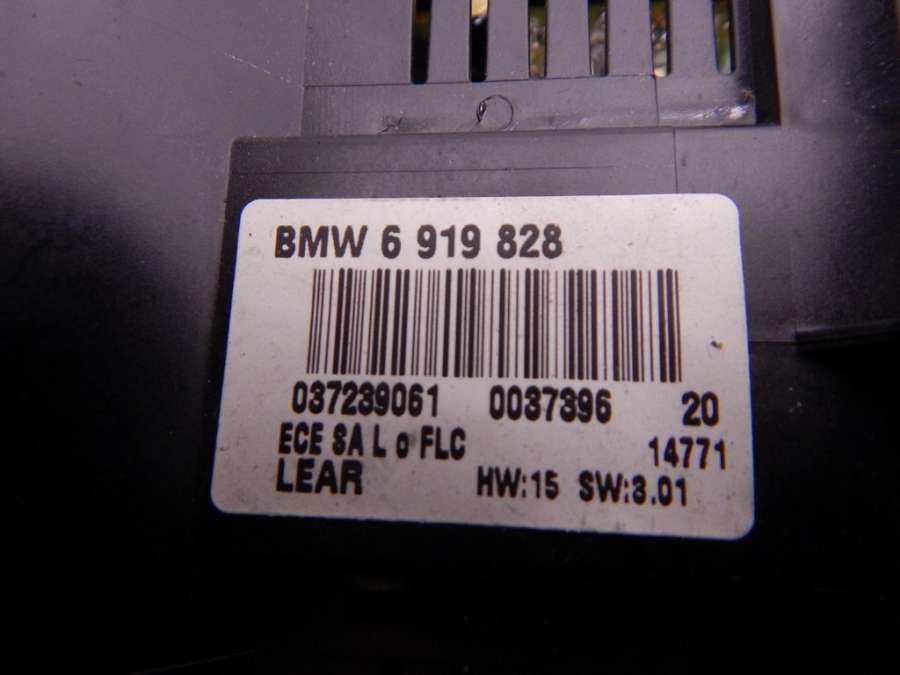 BMW 6 919 828
037239061 0037396 20
ECE SA L o FLC 14771
LEAR HW:15 SW:3.01